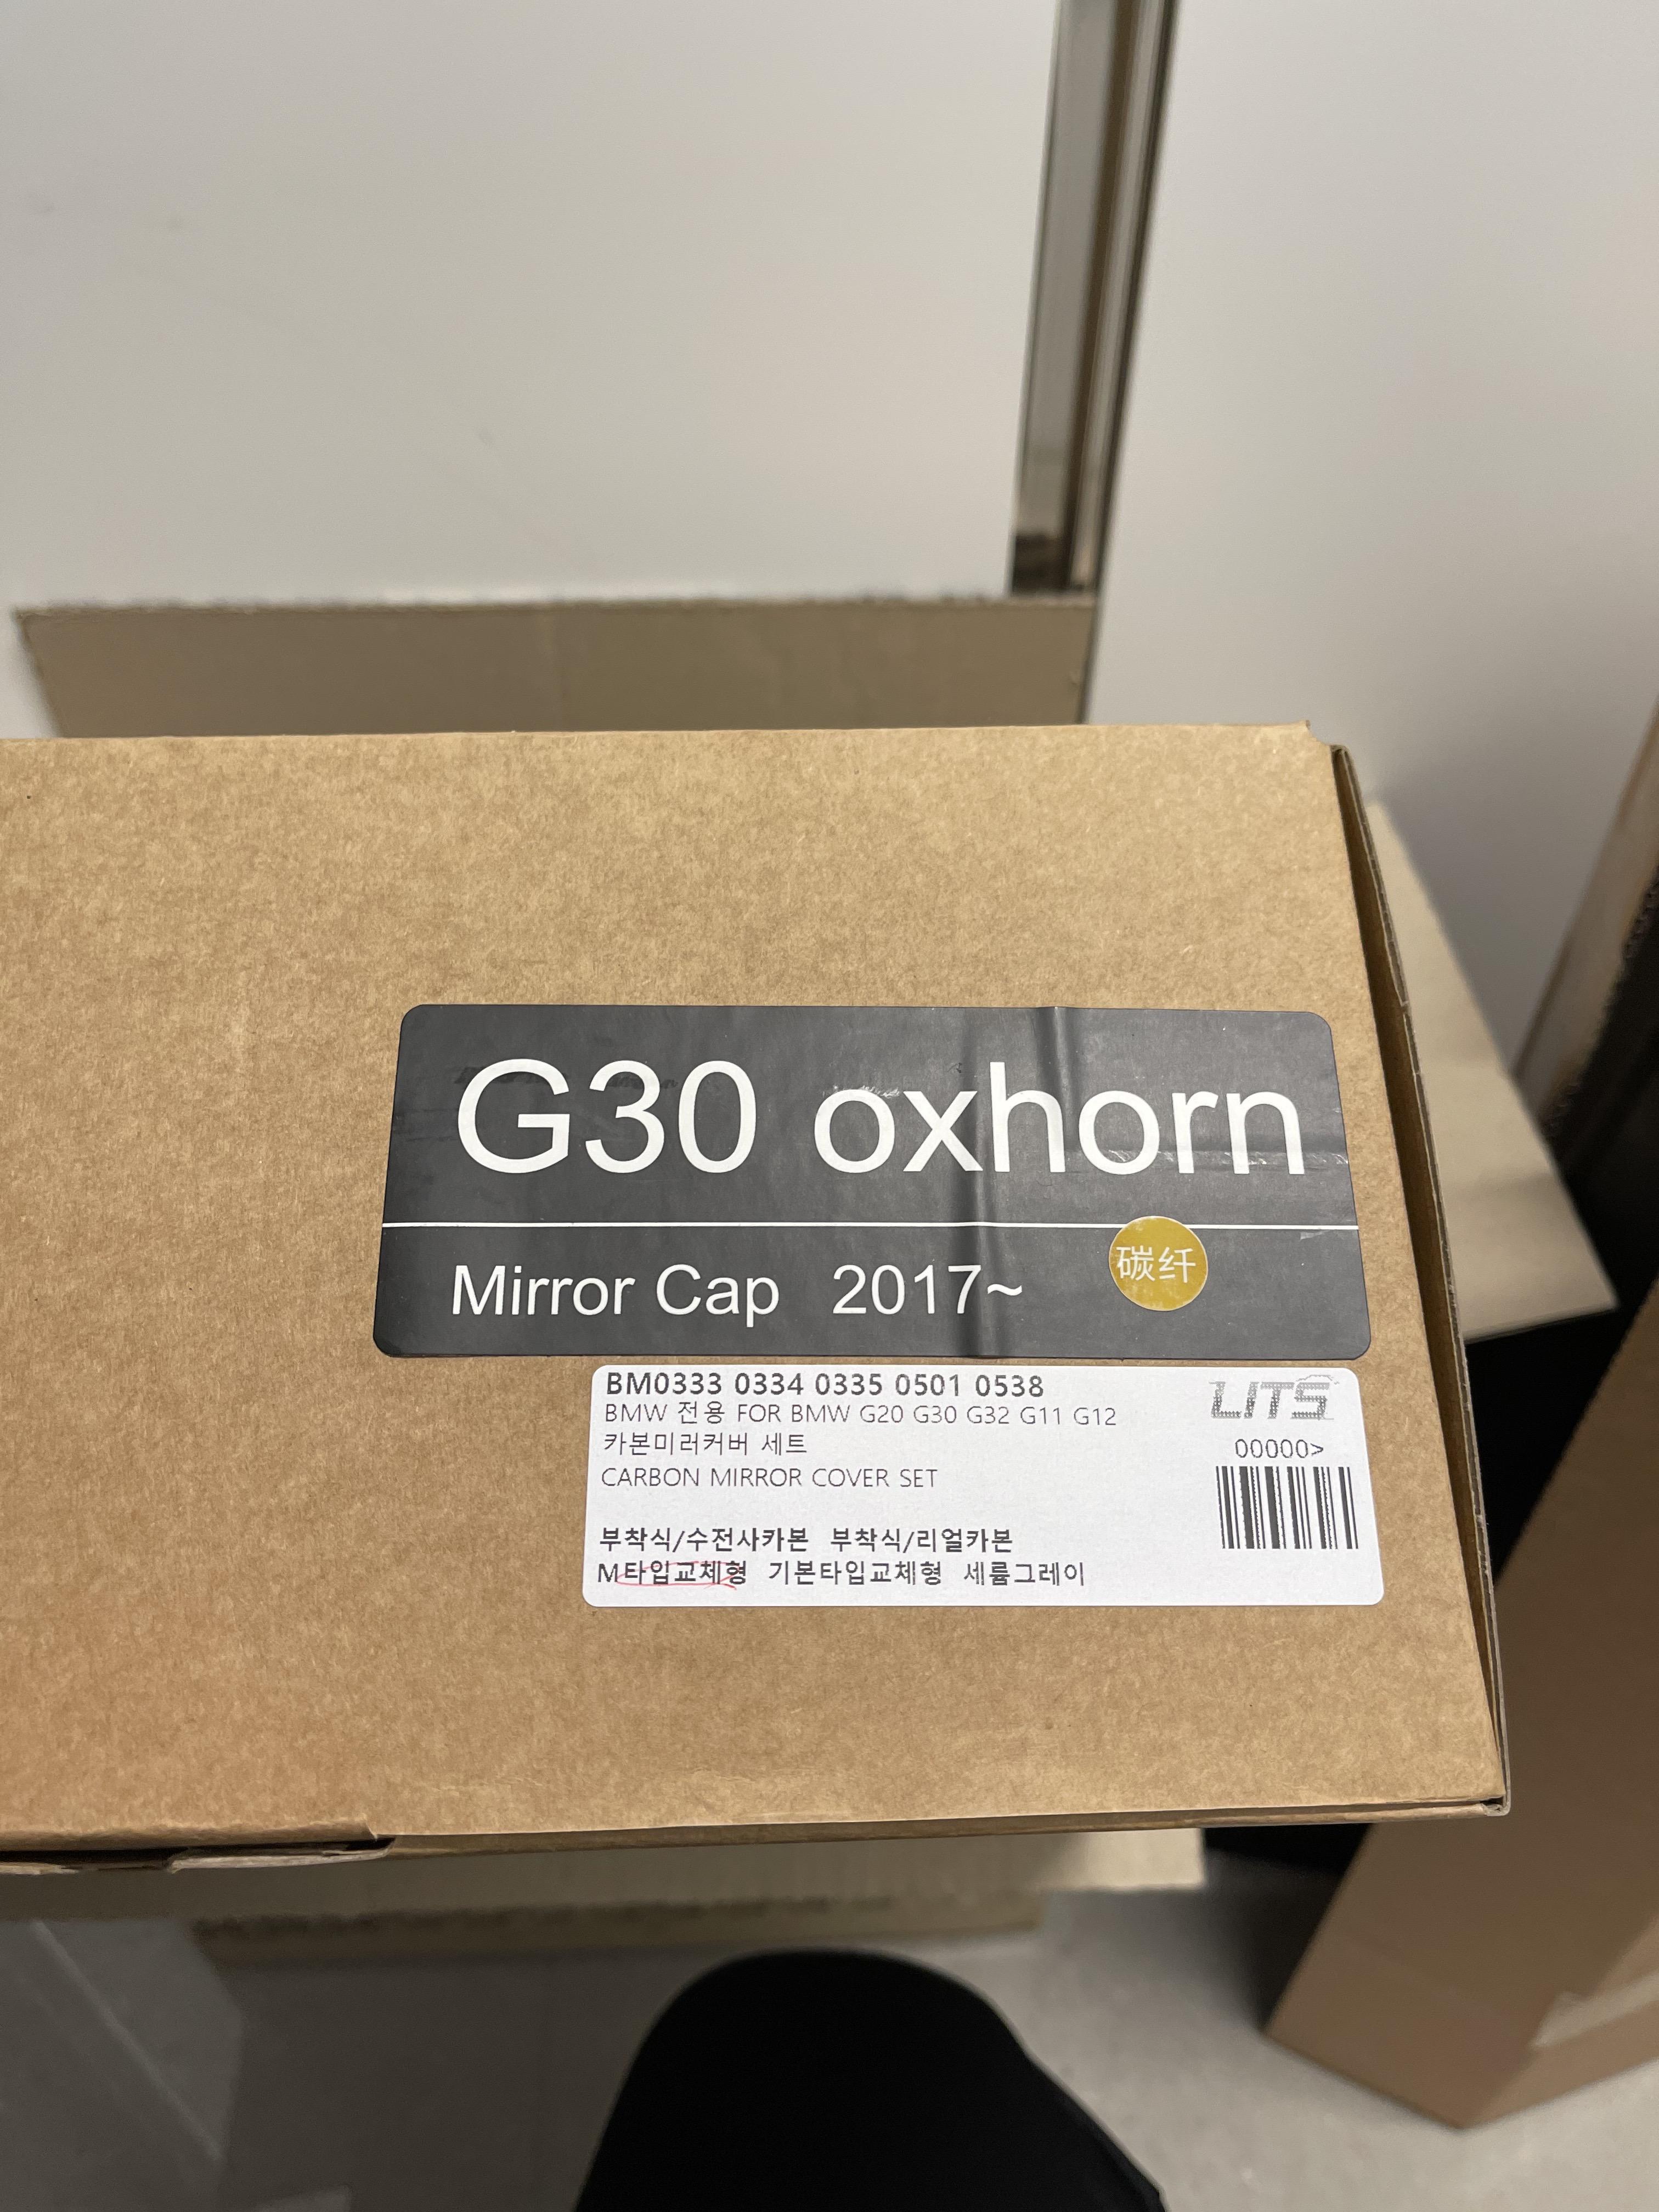 G30 oxhorn
Mirror Cap 2017~
碳纤
BM0333 0334 0335 0501 0538
BMW 전용 FOR BMW G20 G30 G32 G11 G12
카본미러커버 세트
CARBON MIRROR COVER SET
LITS
00000>
부착식/수전사카본 부착식/리얼카본
M타입교체형 기본타입교체형 세륨그레이